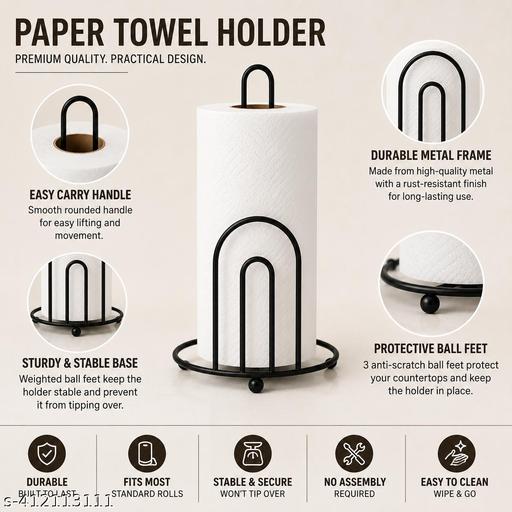 PAPER TOWEL HOLDER
PREMIUM QUALITY. PRACTICAL DESIGN.
EASY CARRY HANDLE
Smooth rounded handle
for easy lifting and
movement.
DURABLE METAL FRAME
Made from high-quality metal
with a rust-resistant finish
for long-lasting use.
STURDY & STABLE BASE
Weighted ball feet keep the
holder stable and prevent
it from tipping over.
PROTECTIVE BALL FEET
3 anti-scratch ball feet protect
your countertops and keep
the holder in place.
DURABLE
BUILT TO LAST
FITS MOST
STANDARD ROLLS
STABLE & SECURE
WON'T TIP OVER
NO ASSEMBLY
REQUIRED
EASY TO CLEAN
WIPE & GO
s-412113111